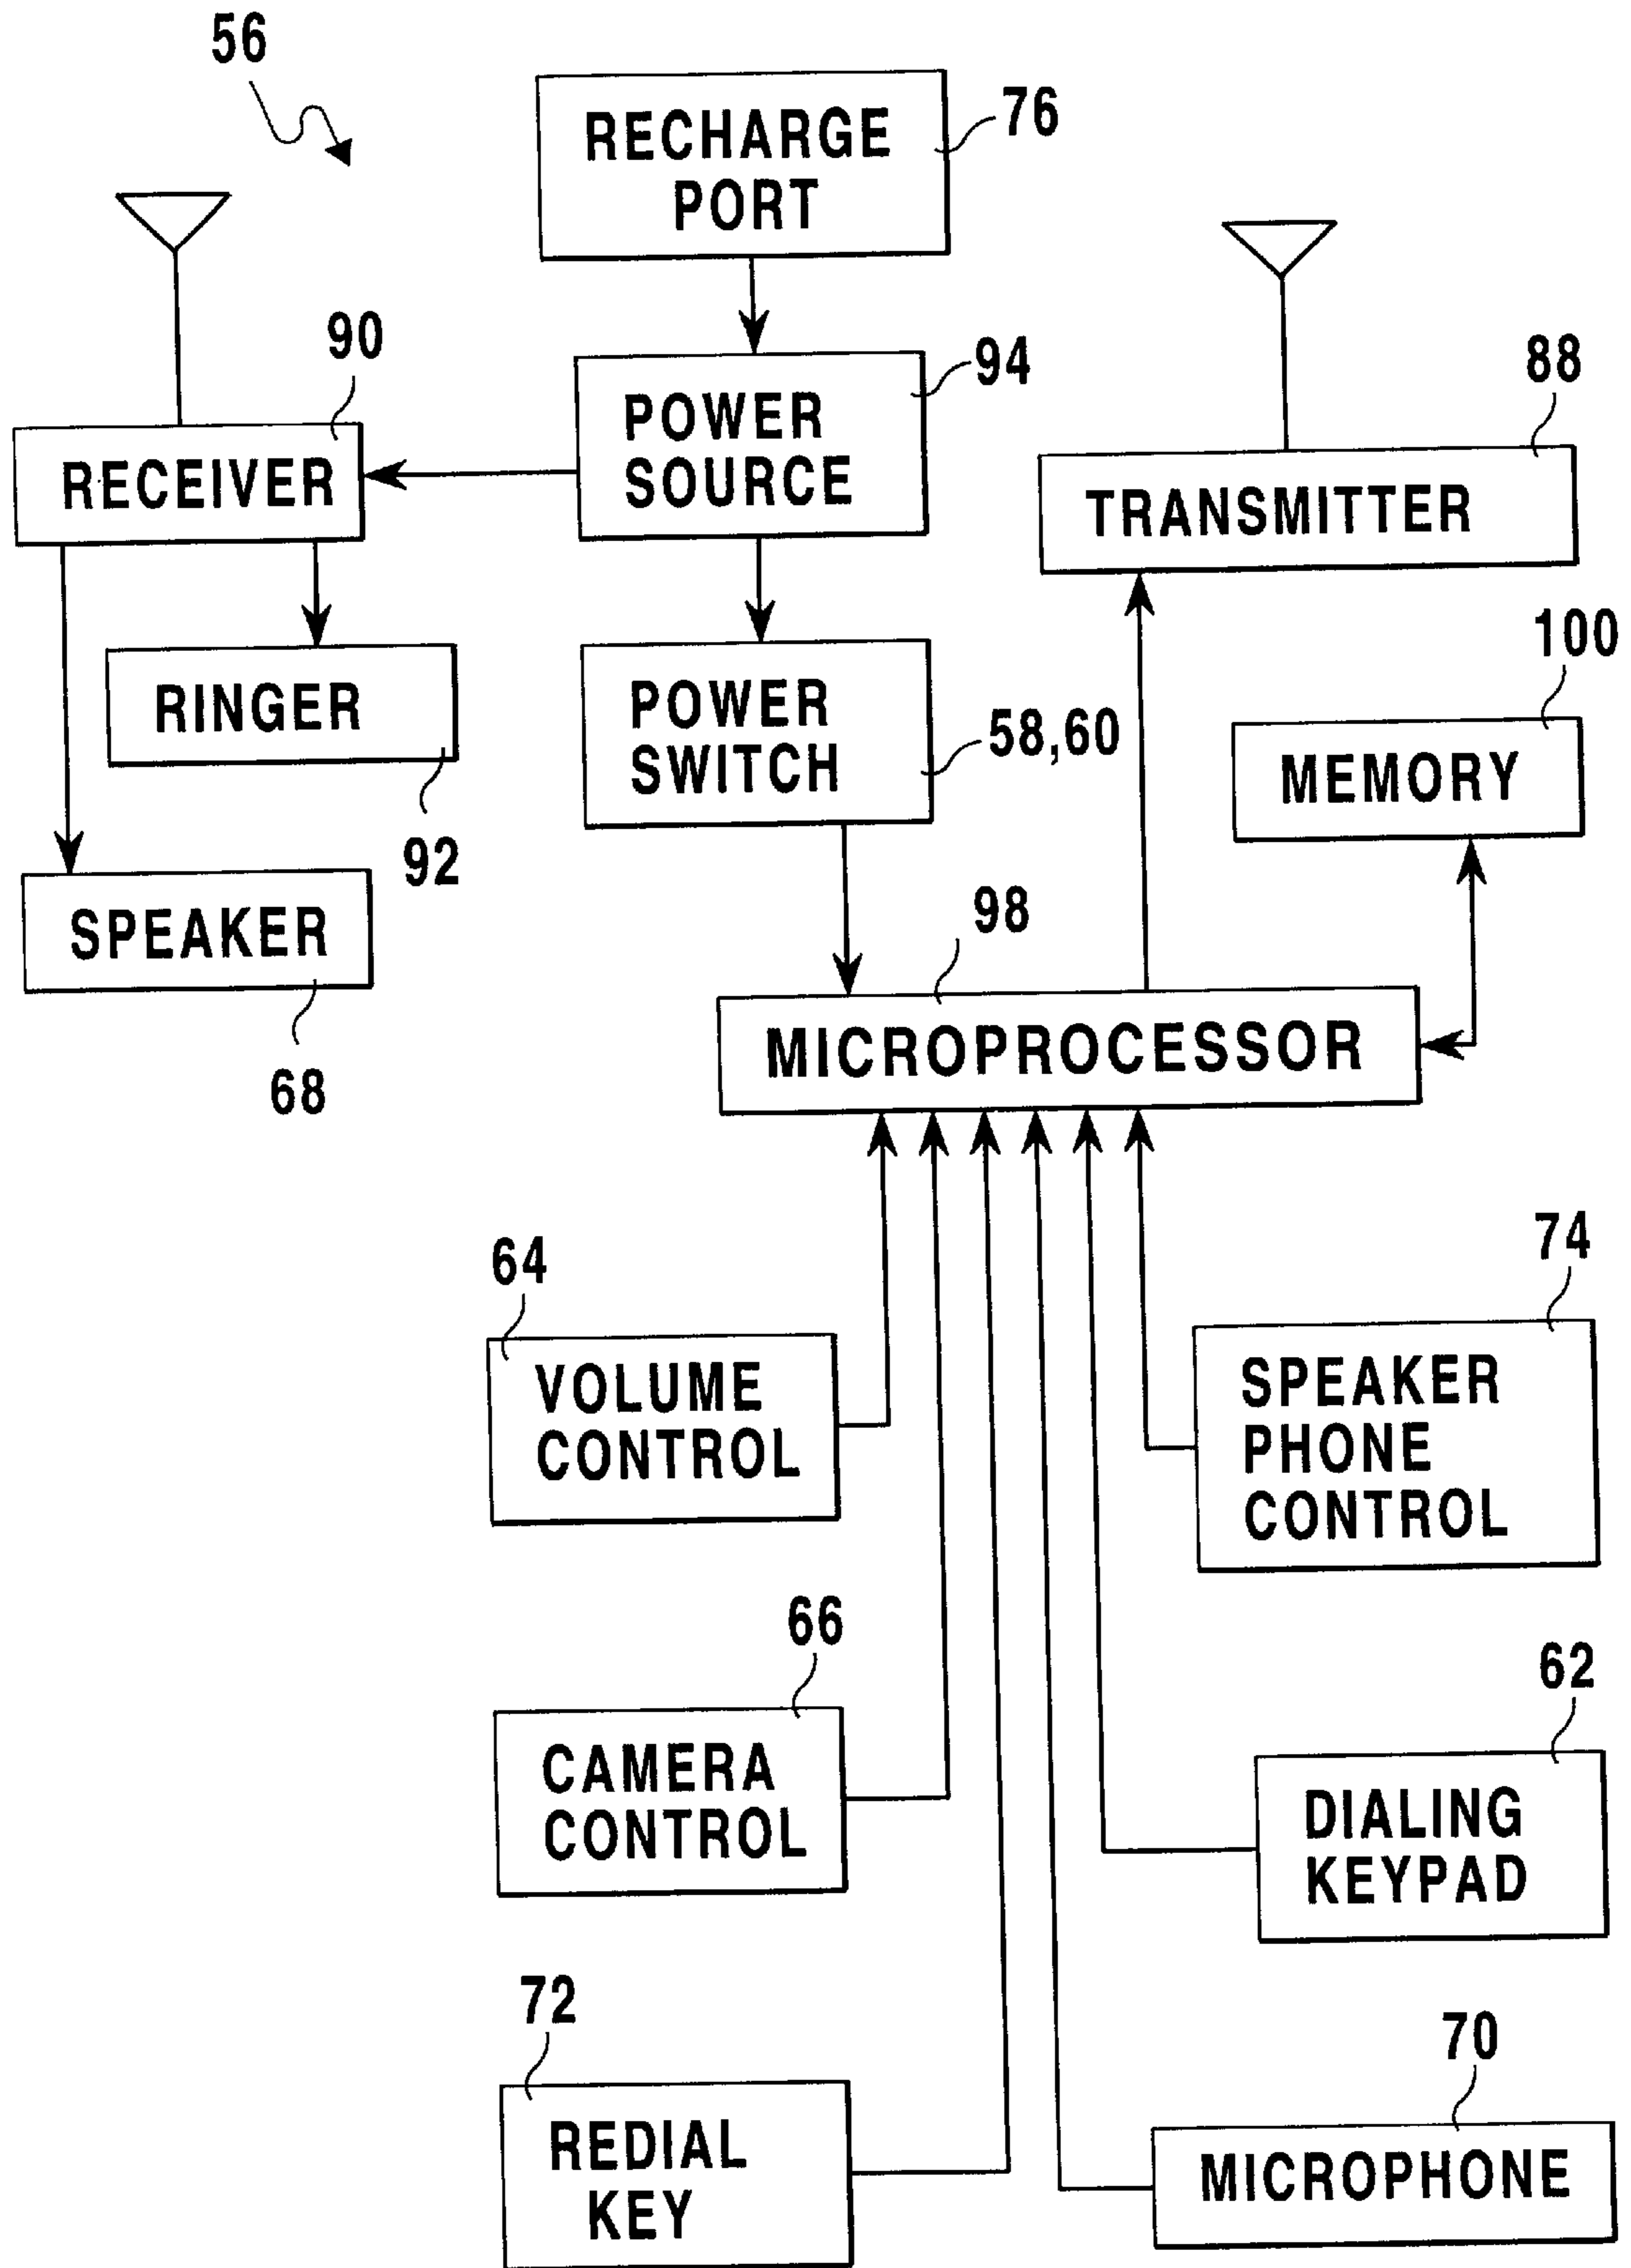 56
RECHARGE
PORT
76
90
RECEIVER
POWER
SOURCE
94
88
TRANSMITTER
RINGER
92
POWER
SWITCH
58,60
100
MEMORY
SPEAKER
68
98
MICROPROCESSOR
64
VOLUME
CONTROL
74
SPEAKER
PHONE
CONTROL
66
CAMERA
CONTROL
62
DIALING
KEYPAD
72
REDIAL
KEY
70
MICROPHONE